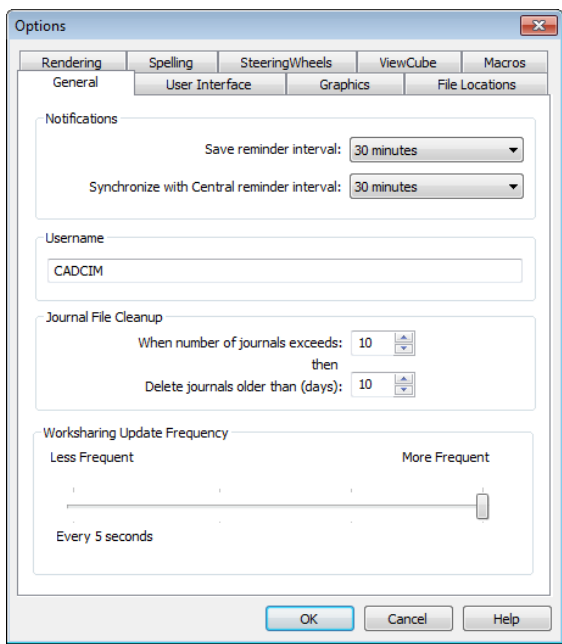 Options
Rendering Spelling SteeringWheels ViewCube Macros
General User Interface Graphics File Locations
Notifications
Save reminder interval: 30 minutes
Synchronize with Central reminder interval: 30 minutes
Username
CADCIM
Journal File Cleanup
When number of journals exceeds: 10
then
Delete journals older than (days): 10
Worksharing Update Frequency
Less Frequent More Frequent
Every 5 seconds
OK Cancel Help